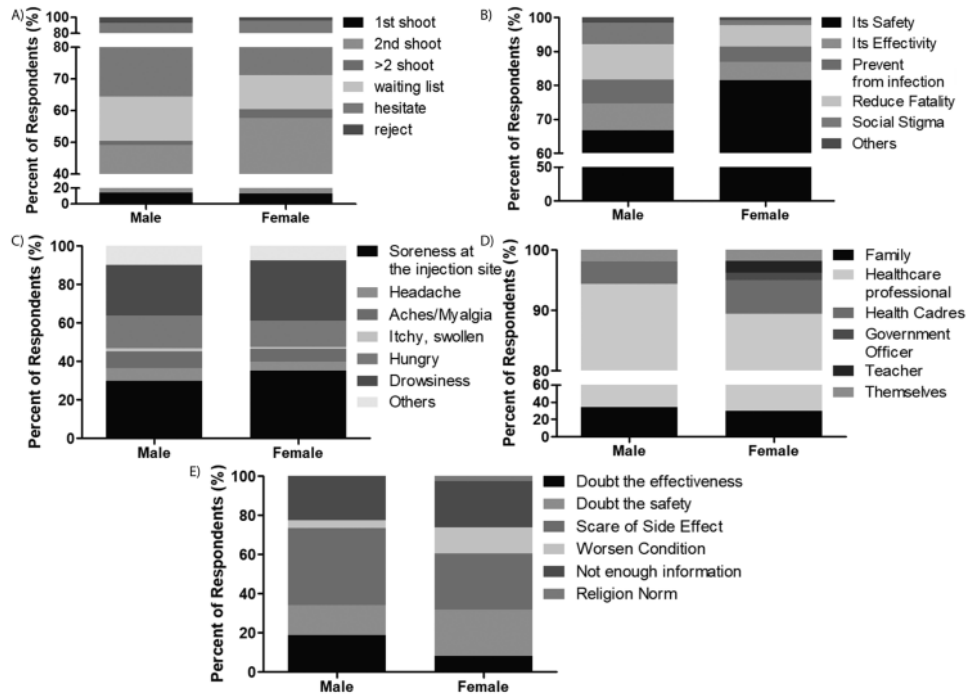 A)
Percent of Respondents (%)
100
90
80
80
70
60
50
40
20
0
Male
Female
1st shoot
2nd shoot
>2 shoot
waiting list
hesitate
reject
B)
Percent of Respondents (%)
100
90
80
70
60
50
0
Male
Female
Its Safety
Its Effectivity
Prevent
from infection
Reduce Fatality
Social Stigma
Others
C)
Percent of Respondents (%)
100
80
60
40
20
0
Male
Female
Soreness at
the injection site
Headache
Aches/Myalgia
Itchy, swollen
Hungry
Drowsiness
Others
D)
Percent of Respondents (%)
100
90
80
60
40
20
0
Male
Female
Family
Healthcare
professional
Health Cadres
Government
Officer
Teacher
Themselves
E)
Percent of Respondents (%)
100
80
60
40
20
0
Male
Female
Doubt the effectiveness
Doubt the safety
Scare of Side Effect
Worsen Condition
Not enough information
Religion Norm